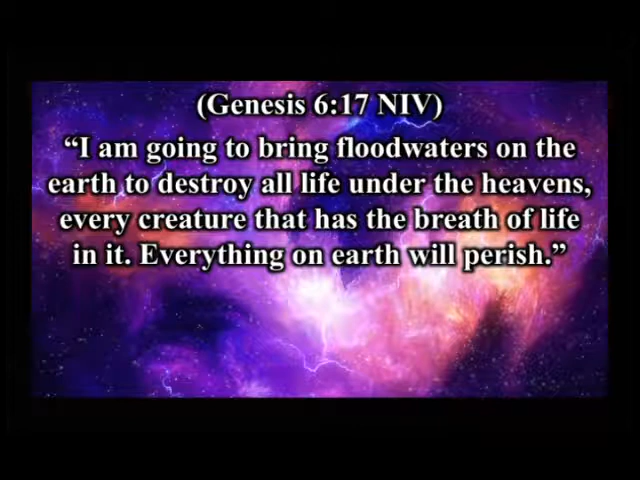 (Genesis 6:17 NIV)
“I am going to bring floodwaters on the
earth to destroy all life under the heavens,
every creature that has the breath of life
in it. Everything on earth will perish.”